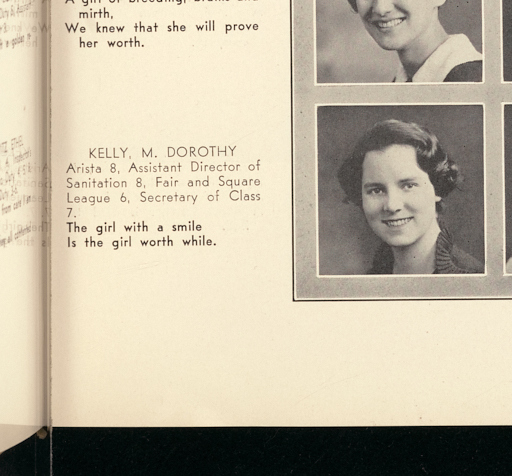 A girl of breeding, brains and
mirth,
We knew that she will prove
her worth.
KELLY, M. DOROTHY
Arista 8, Assistant Director of
Sanitation 8, Fair and Square
League 6, Secretary of Class
7.
The girl with a smile
Is the girl worth while.